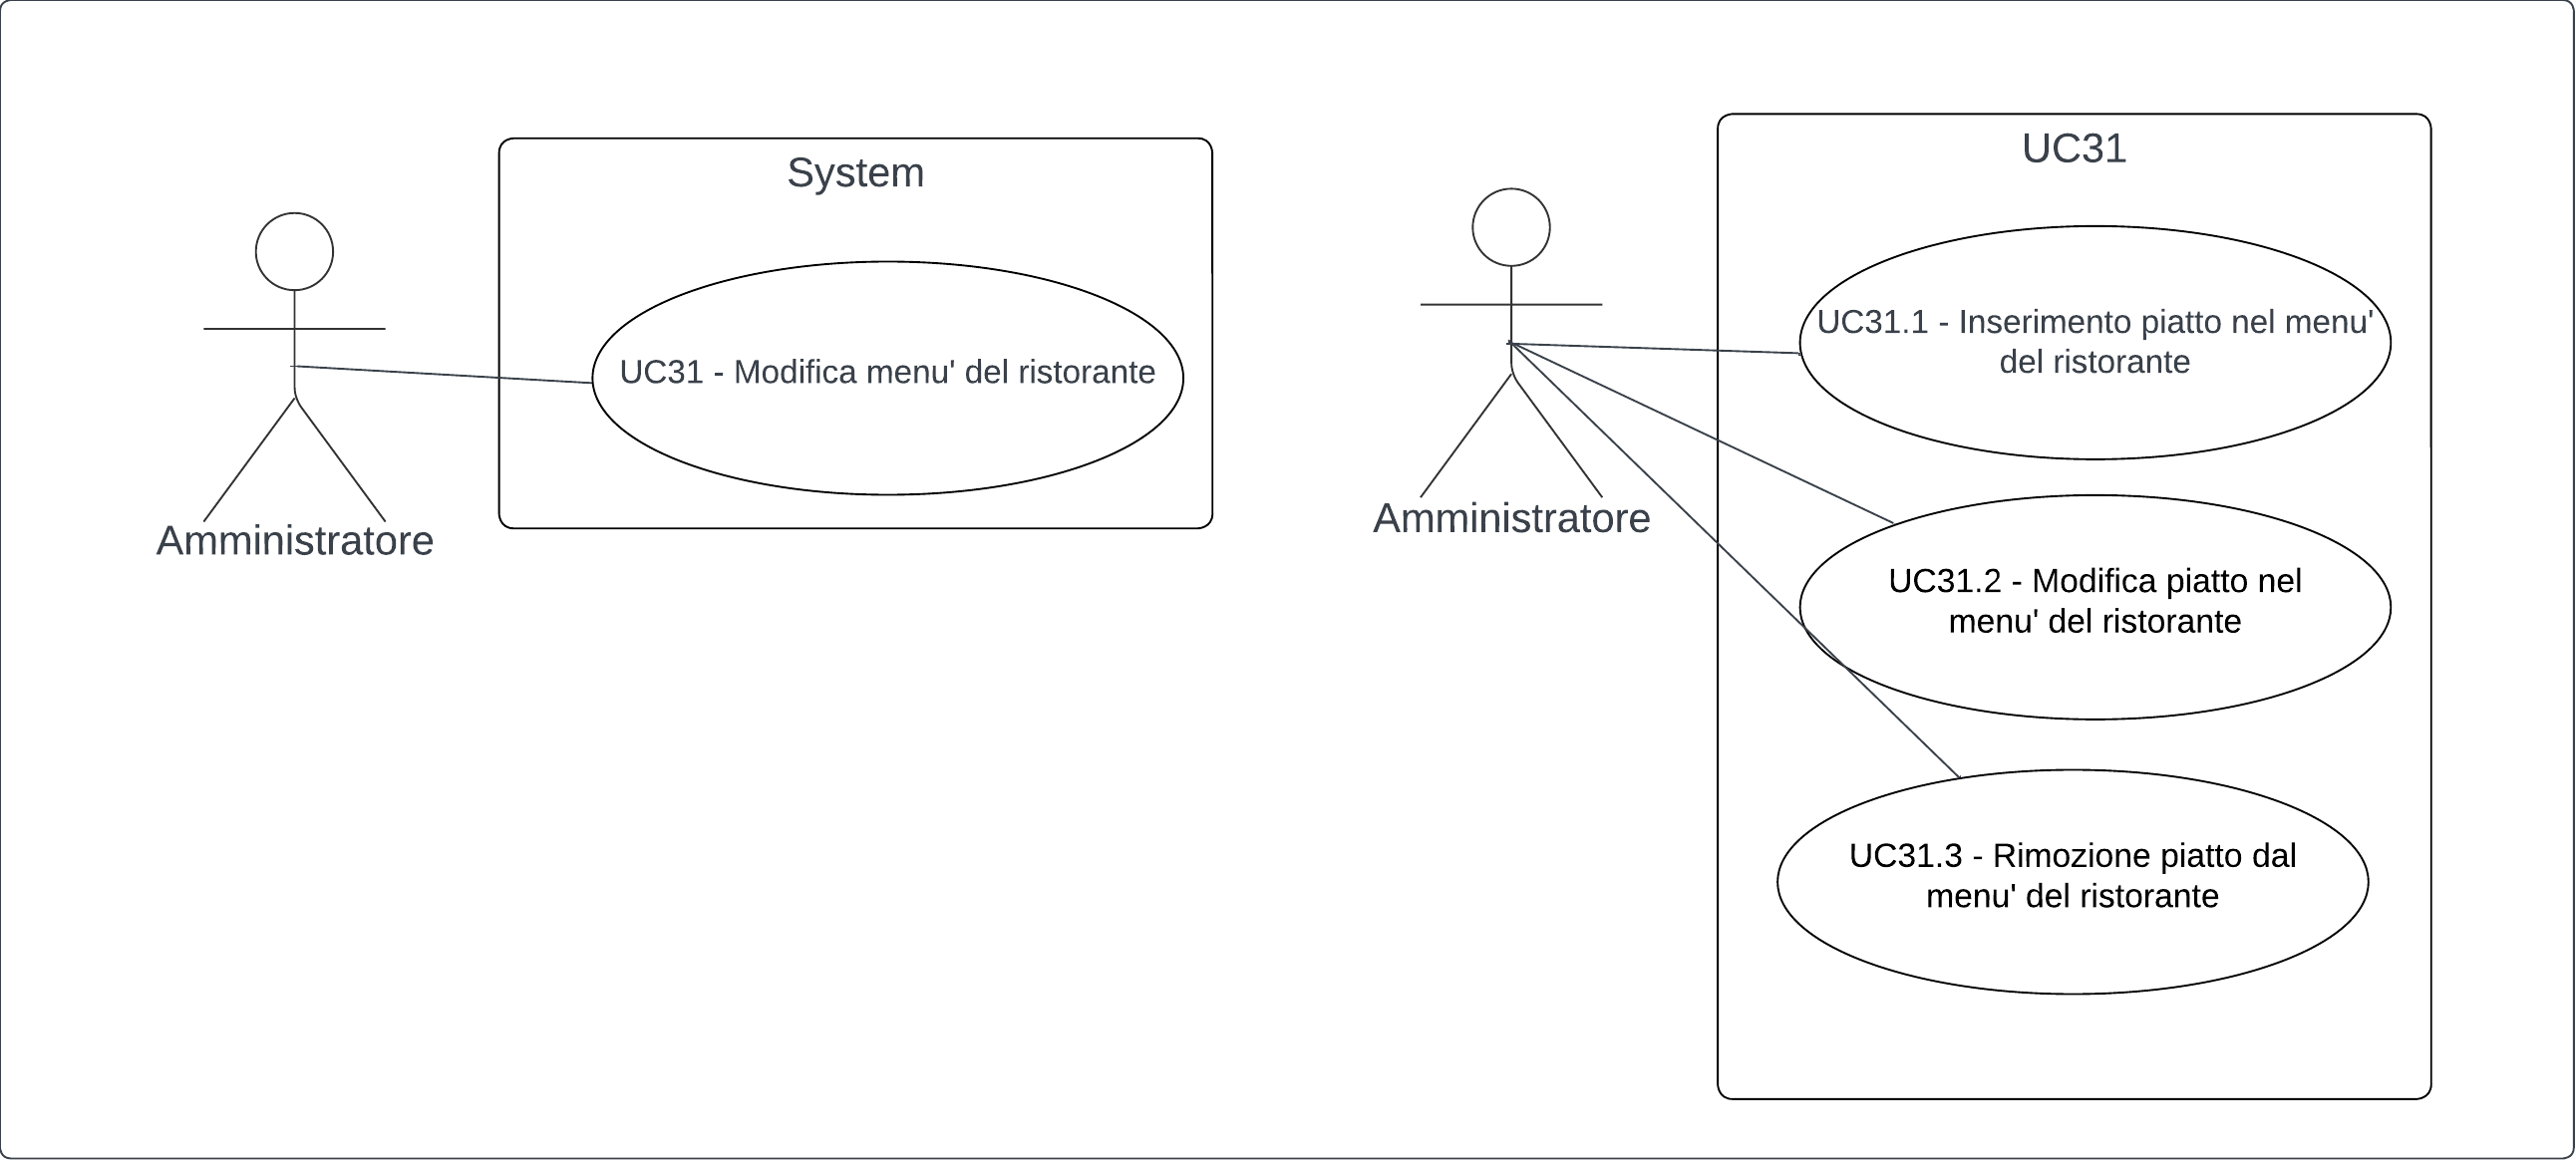 System
UC31 - Modifica menu' del ristorante
Amministratore
UC31
UC31.1 - Inserimento piatto nel menu'
del ristorante
Amministratore
UC31.2 - Modifica piatto nel
menu' del ristorante
UC31.3 - Rimozione piatto dal
menu' del ristorante